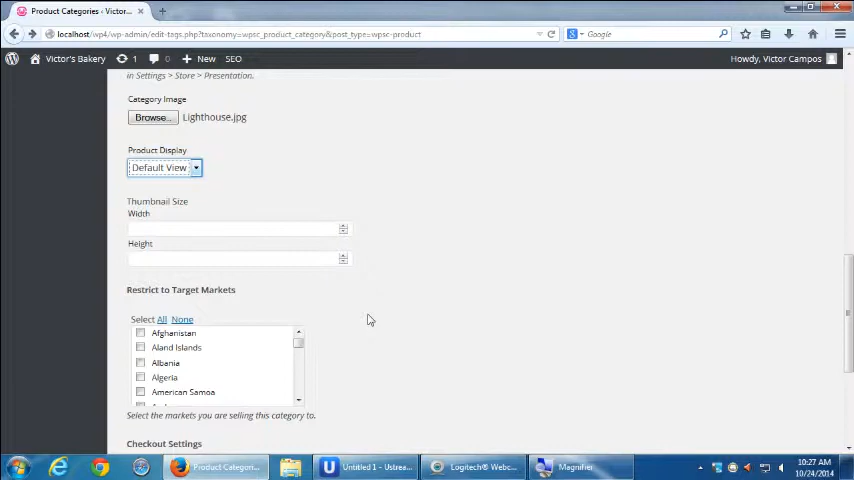 Product Categories ‹ Victor'...
localhost/wp4/wp-admin/edit-tags.php?taxonomy=wpsc_product_category&post_type=wpsc-product
Google
Victor's Bakery 1 0 New SEO Howdy, Victor Campos
in Settings > Store > Presentation.
Category Image
Browse... Lighthouse.jpg
Product Display
Default View
Thumbnail Size
Width
Height
Restrict to Target Markets
Select All None
Afghanistan
Aland Islands
Albania
Algeria
American Samoa
Select the markets you are selling this category to.
Checkout Settings
Product Categori... Untitled 1 - Ustrea... Logitech® Webc... Magnifier 10:27 AM
10/24/2014